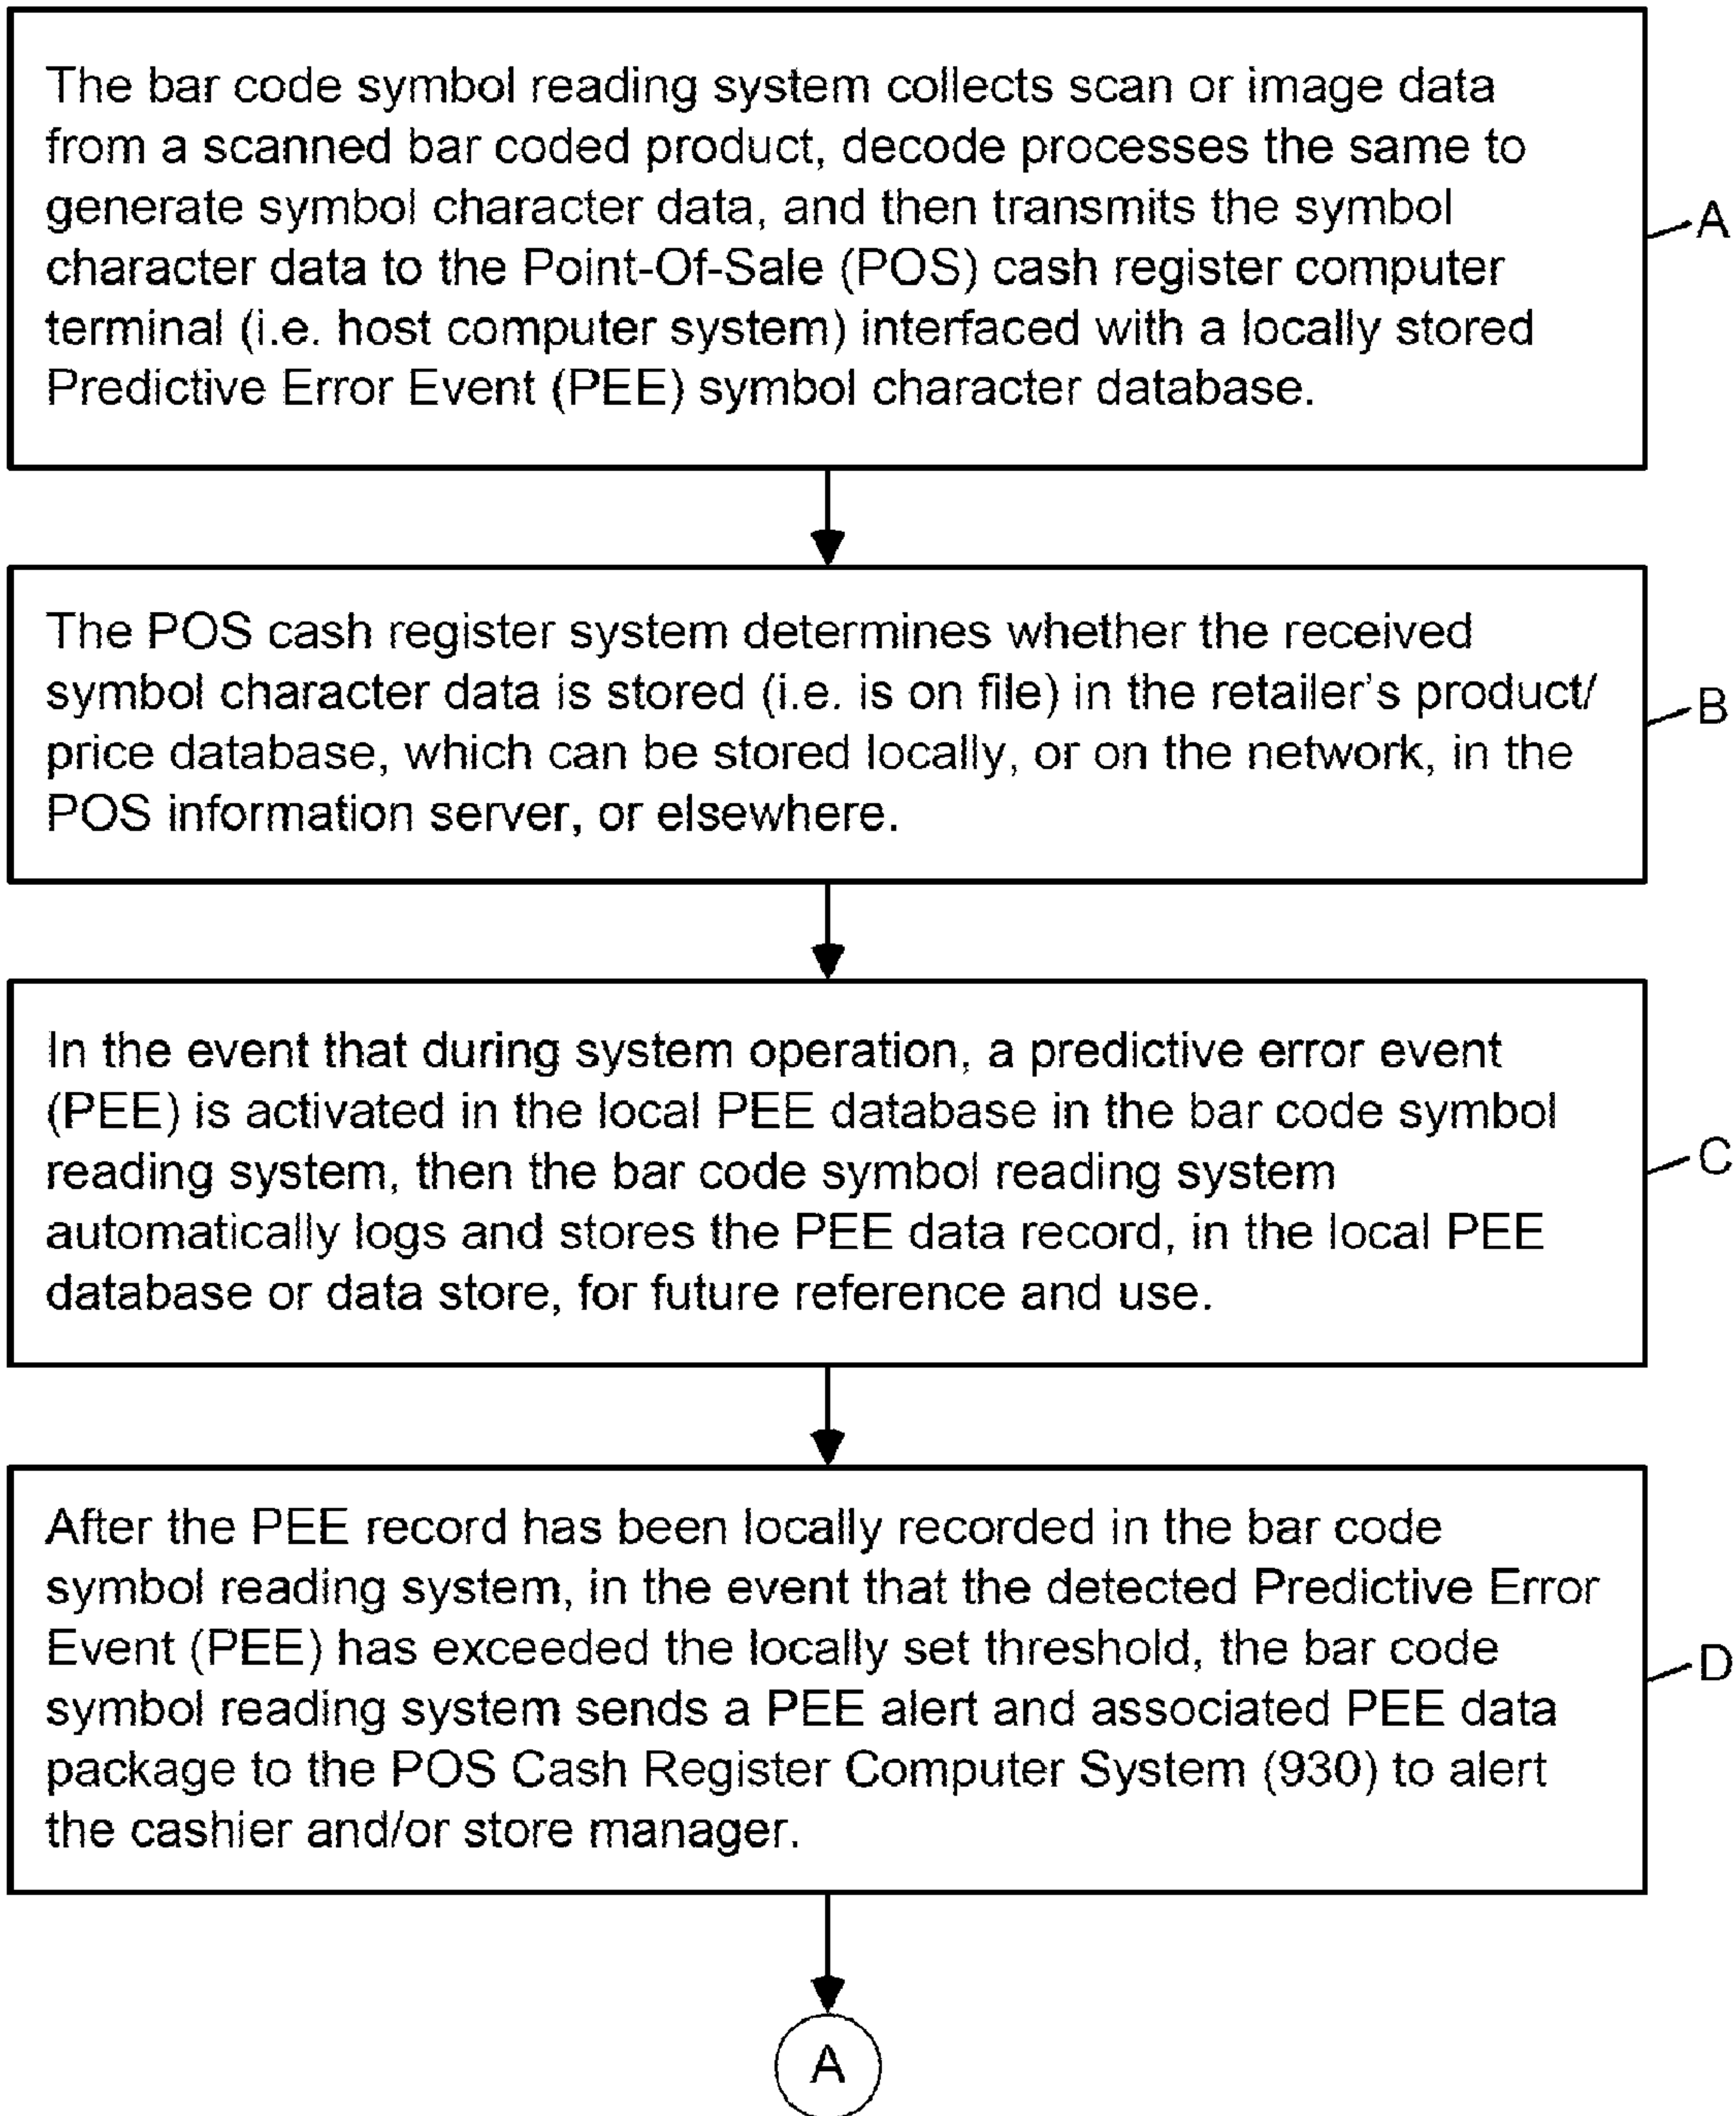 The bar code symbol reading system collects scan or image data
from a scanned bar coded product, decode processes the same to
generate symbol character data, and then transmits the symbol
character data to the Point-Of-Sale (POS) cash register computer
terminal (i.e. host computer system) interfaced with a locally stored
Predictive Error Event (PEE) symbol character database.
A
The POS cash register system determines whether the received
symbol character data is stored (i.e. is on file) in the retailer's product/
price database, which can be stored locally, or on the network, in the
POS information server, or elsewhere.
B
In the event that during system operation, a predictive error event
(PEE) is activated in the local PEE database in the bar code symbol
reading system, then the bar code symbol reading system
automatically logs and stores the PEE data record, in the local PEE
database or data store, for future reference and use.
C
After the PEE record has been locally recorded in the bar code
symbol reading system, in the event that the detected Predictive Error
Event (PEE) has exceeded the locally set threshold, the bar code
symbol reading system sends a PEE alert and associated PEE data
package to the POS Cash Register Computer System (930) to alert
the cashier and/or store manager.
D
A